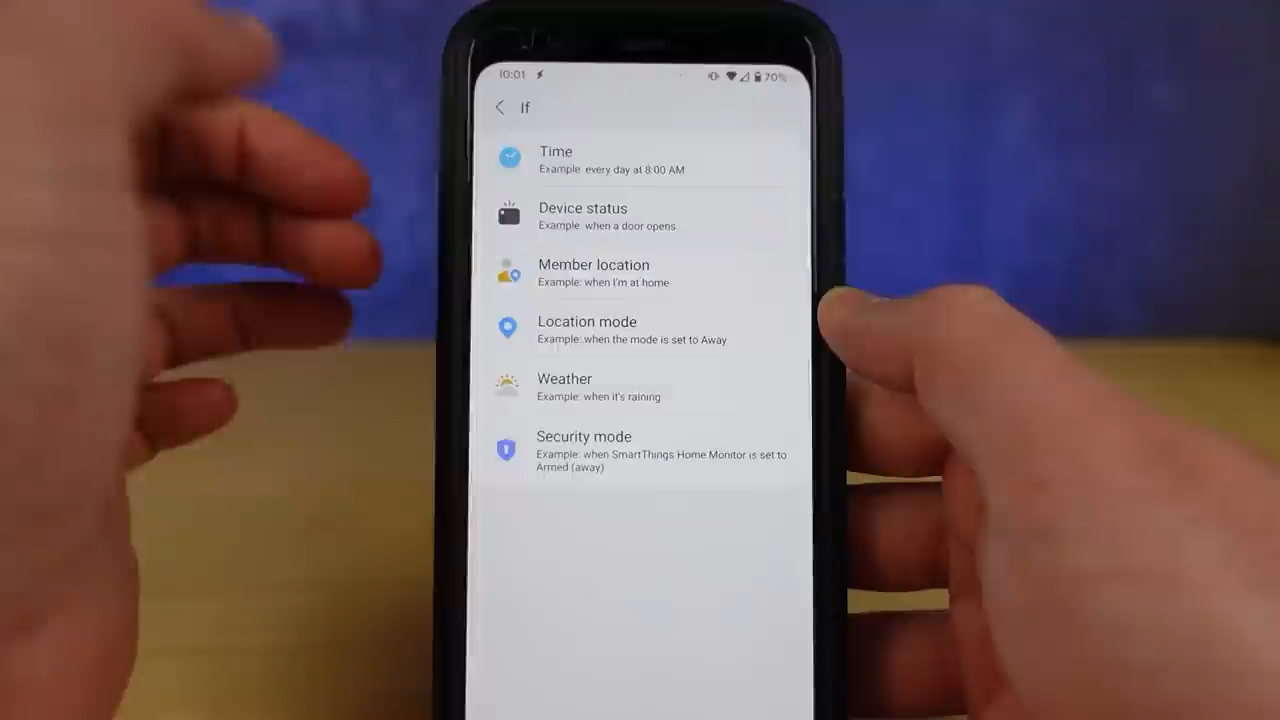 10:01 70%
If
Time
Example: every day at 8:00 AM
Device status
Example: when a door opens
Member location
Example: when I'm at home
Location mode
Example: when the mode is set to Away
Weather
Example: when it's raining
Security mode
Example: when SmartThings Home Monitor is set to
Armed (away)